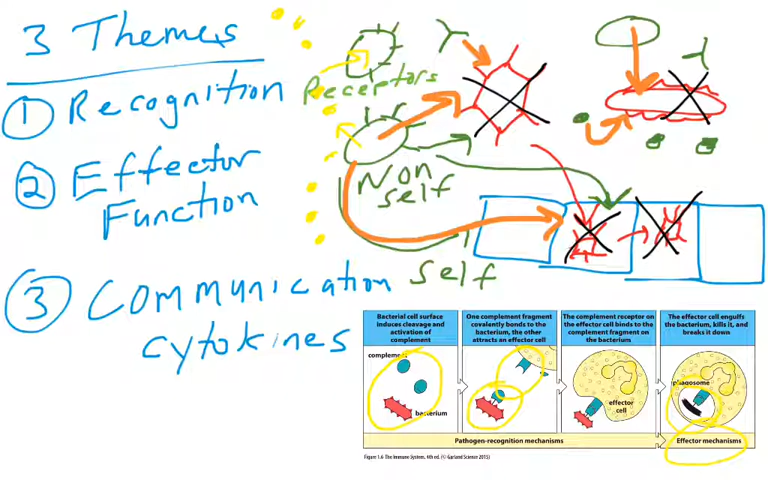 3 Themes
① Recognition
② Effector
Function
③ Communication
cytokines
Receptors
Non
self
self
Bacterial cell surface
induces cleavage and
activation of
complement
One complement fragment
covalently bonds to the
bacterium, the other
attracts an effector cell
The complement receptor
on the effector cell binds to
the complement fragment on
the bacterium
The effector cell engulfs
the bacterium, kills it, and
breaks it down
complement
bacterium
effector
cell
phagosome
Pathogen-recognition mechanisms
Effector mechanisms
Figure 1.6 The Immune System, 4th ed. (© Garland Science 2015)